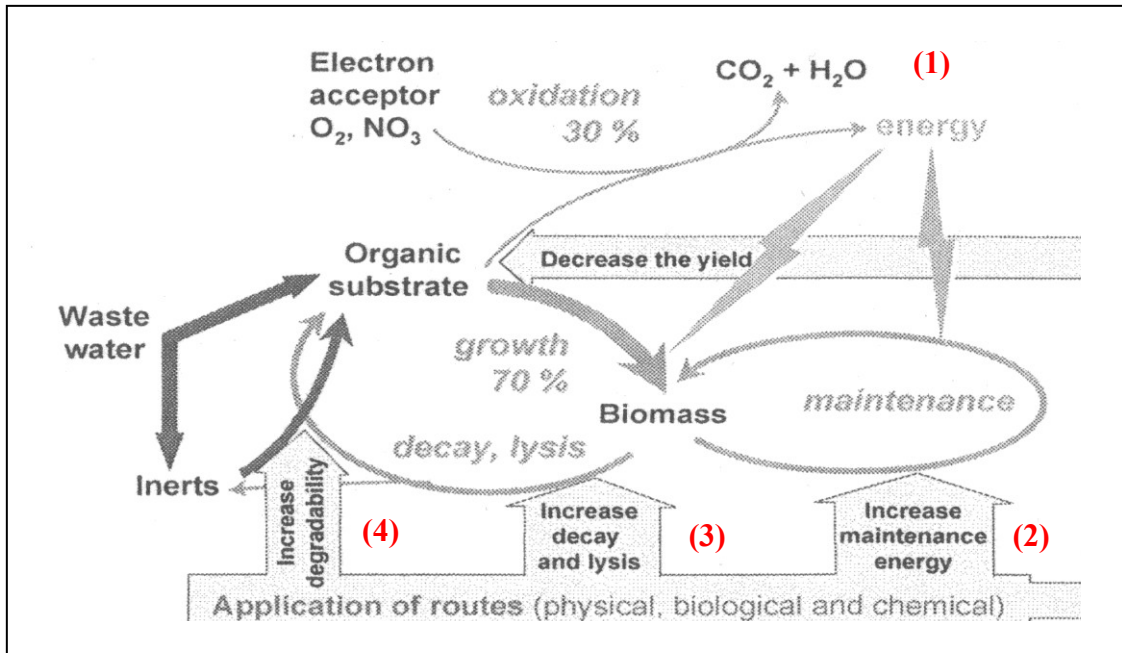 Electron
acceptor
O₂, NO₃
oxidation
30 %
CO₂ + H₂O
(1)
energy
Organic
substrate
Decrease the yield
Waste
water
growth
70 %
Biomass
maintenance
decay, lysis
Inerts
Increase
degradability
(4)
Increase
decay
and lysis
(3)
Increase
maintenance
energy
(2)
Application of routes (physical, biological and chemical)